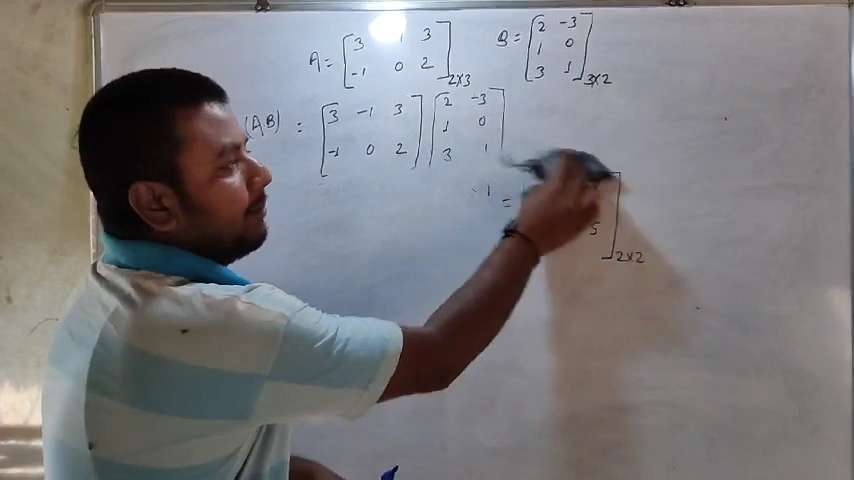 A = [3 1 3 B = [2 -3
-1 0 2]2x3 1 0
3 1]3x2
(AB) = [3 -1 3 [2 -3
1 0
-1 0 2] 3 1]
1 =
5]2x2